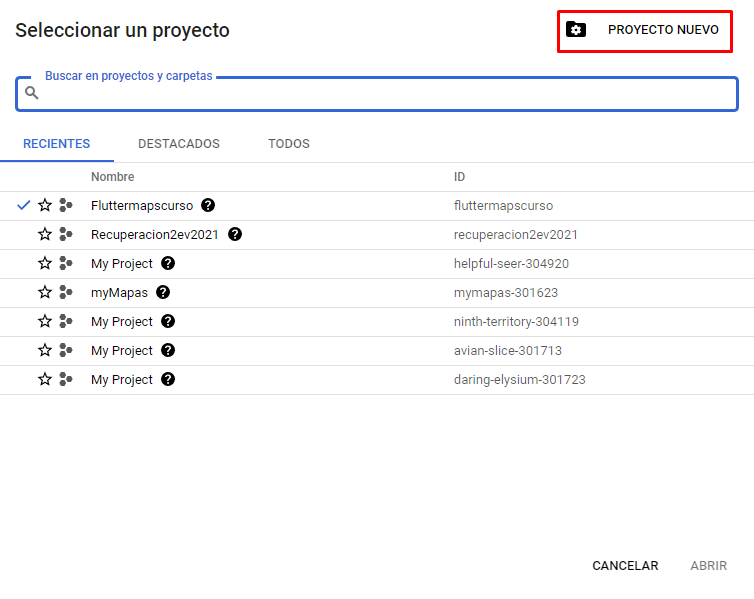 Seleccionar un proyecto
PROYECTO NUEVO
Buscar en proyectos y carpetas
RECIENTES DESTACADOS TODOS
Nombre ID
Fluttermapscurso fluttermapscurso
Recuperacion2ev2021 recuperacion2ev2021
My Project helpful-seer-304920
myMapas mymapas-301623
My Project ninth-territory-304119
My Project avian-slice-301713
My Project daring-elysium-301723
CANCELAR ABRIR